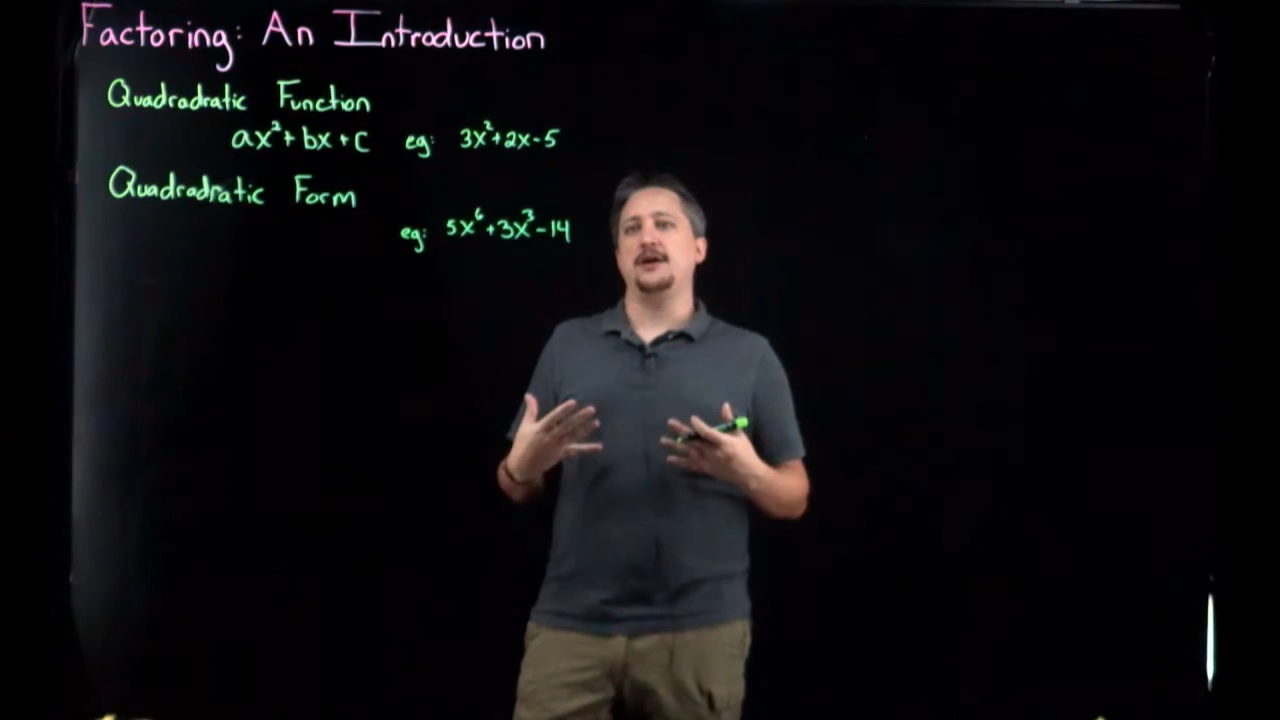 Factoring: An Introduction
Quadradratic Function
ax²+bx+c eg: 3x²+2x-5
Quadradratic Form
eg: 5x⁶+3x³-14